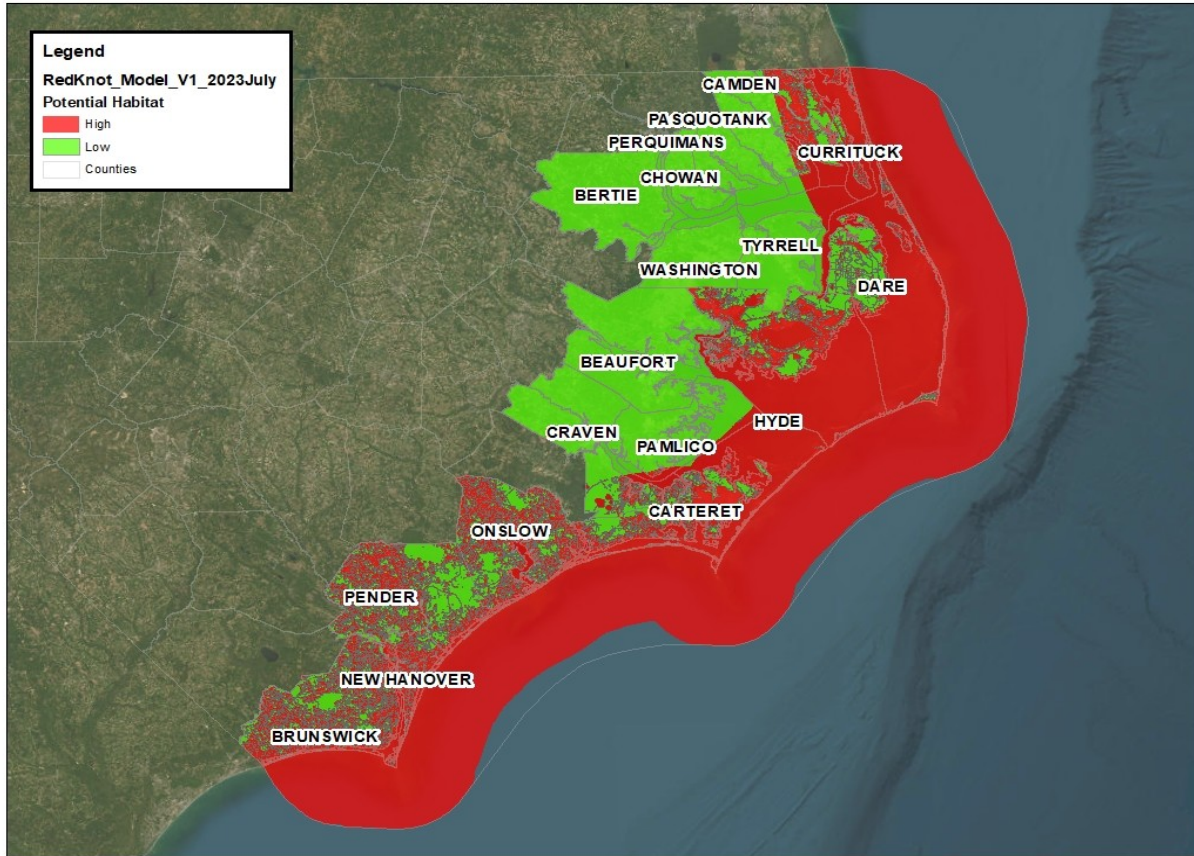 Legend
RedKnot_Model_V1_2023July
Potential Habitat
High
Low
Counties
CAMDEN
PASQUOTANK
PERQUIMANS
CURRITUCK
CHOWAN
BERTIE
TYRRELL
WASHINGTON
DARE
BEAUFORT
HYDE
CRAVEN
PAMLICO
CARTERET
ONSLOW
PENDER
NEW HANOVER
BRUNSWICK